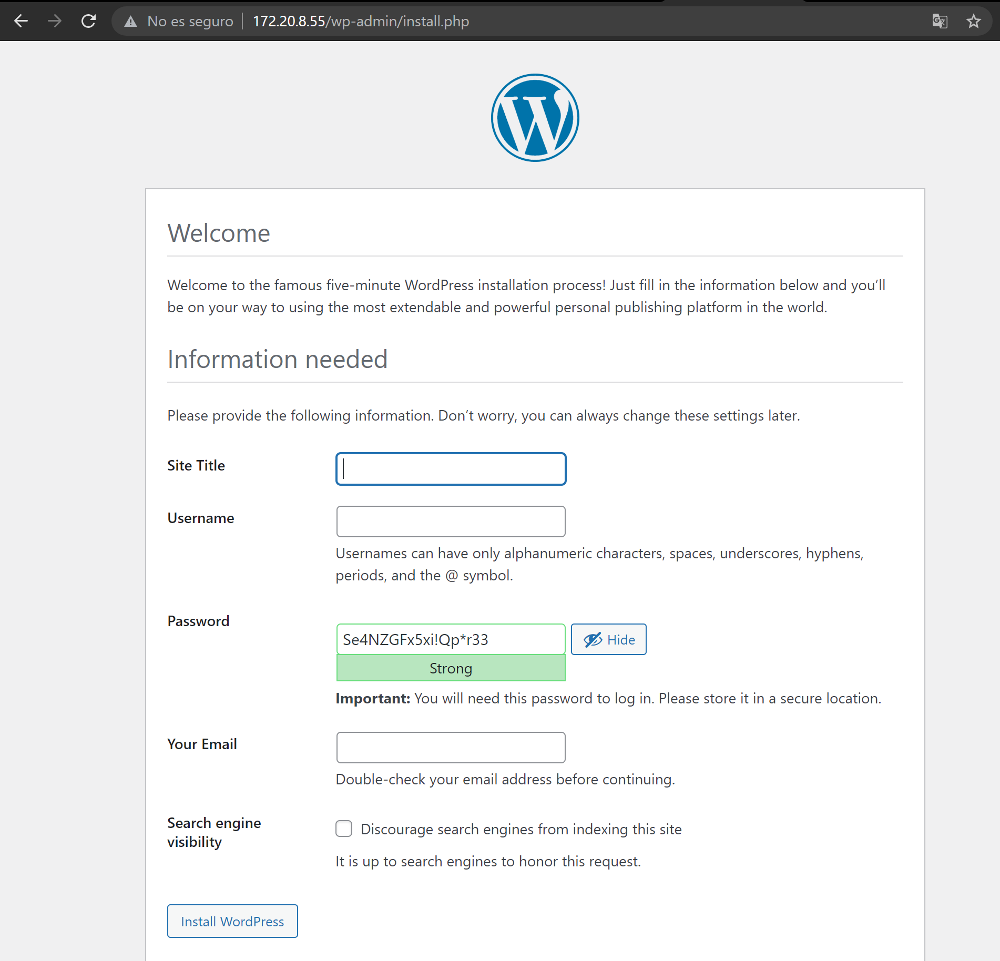 No es seguro 172.20.8.55/wp-admin/install.php
Welcome
Welcome to the famous five-minute WordPress installation process! Just fill in the information below and you’ll
be on your way to using the most extendable and powerful personal publishing platform in the world.
Information needed
Please provide the following information. Don’t worry, you can always change these settings later.
Site Title
Username
Usernames can have only alphanumeric characters, spaces, underscores, hyphens,
periods, and the @ symbol.
Password
Se4NZGFx5xi!Qp*r33 Hide
Strong
Important: You will need this password to log in. Please store it in a secure location.
Your Email
Double-check your email address before continuing.
Search engine
visibility
Discourage search engines from indexing this site
It is up to search engines to honor this request.
Install WordPress